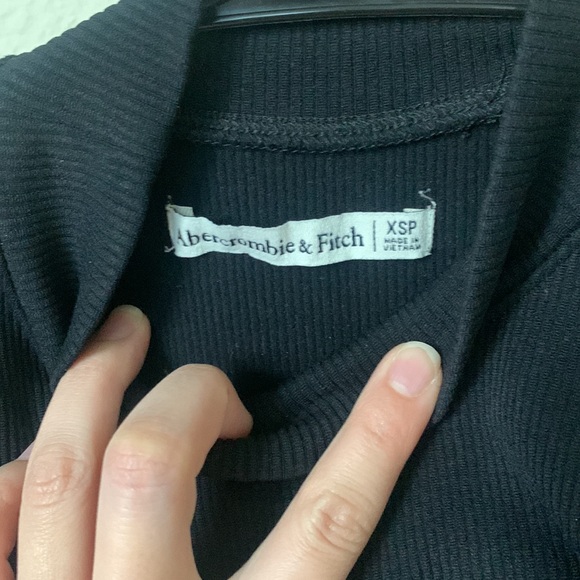 Abercrombie & Fitch
XSP
MADE IN
VIETNAM